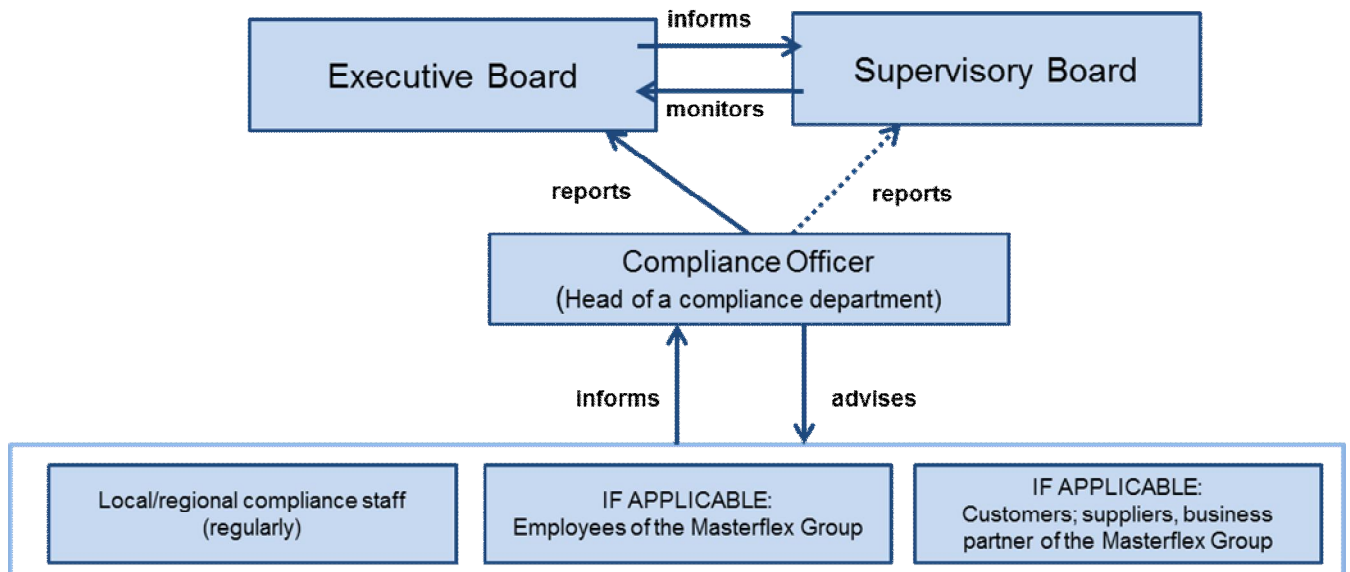 informs
Executive Board
Supervisory Board
monitors
reports
reports
Compliance Officer
(Head of a compliance department)
informs
advises
Local/regional compliance staff
(regularly)
IF APPLICABLE:
Employees of the Masterflex Group
IF APPLICABLE:
Customers; suppliers, business
partner of the Masterflex Group